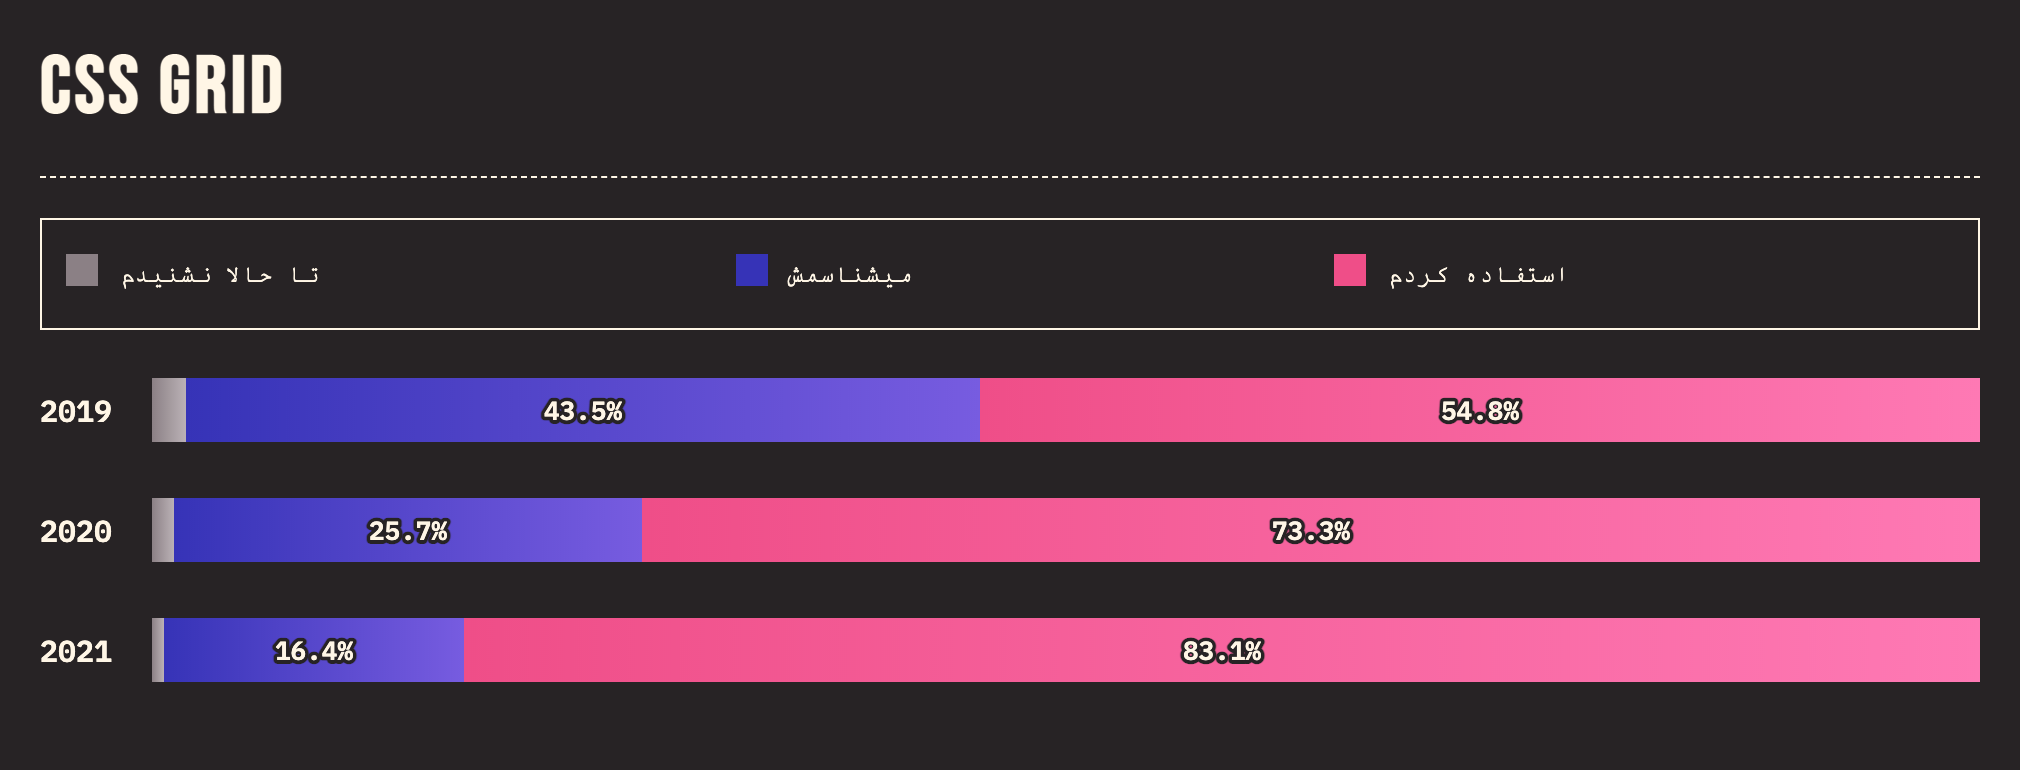 CSS GRID
تا حالا نشنیدم
میشناسمش
استفاده کردم
2019 43.5% 54.8%
2020 25.7% 73.3%
2021 16.4% 83.1%